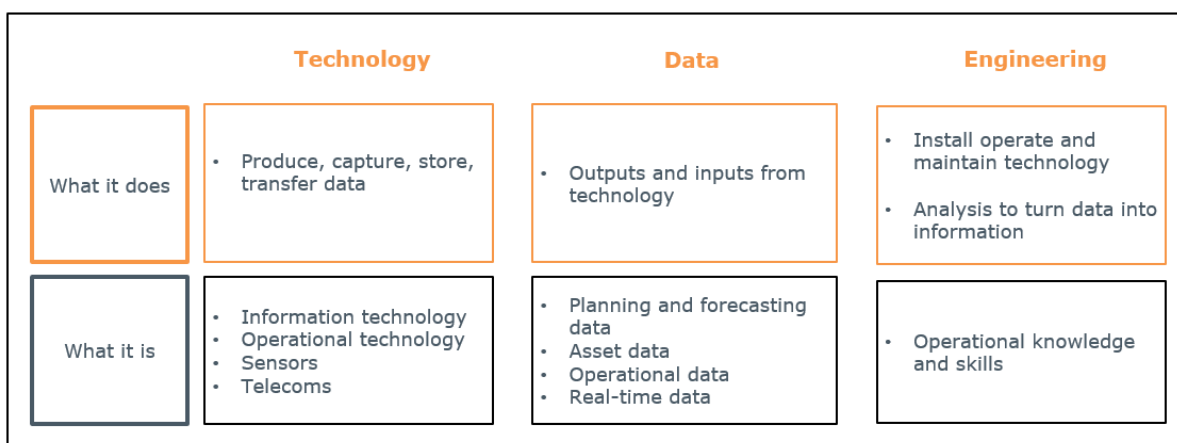 Technology
Data
Engineering
What it does
• Produce, capture, store,
transfer data
• Outputs and inputs from
technology
• Install operate and
maintain technology
• Analysis to turn data into
information
What it is
• Information technology
• Operational technology
• Sensors
• Telecoms
• Planning and forecasting
data
• Asset data
• Operational data
• Real-time data
• Operational knowledge
and skills